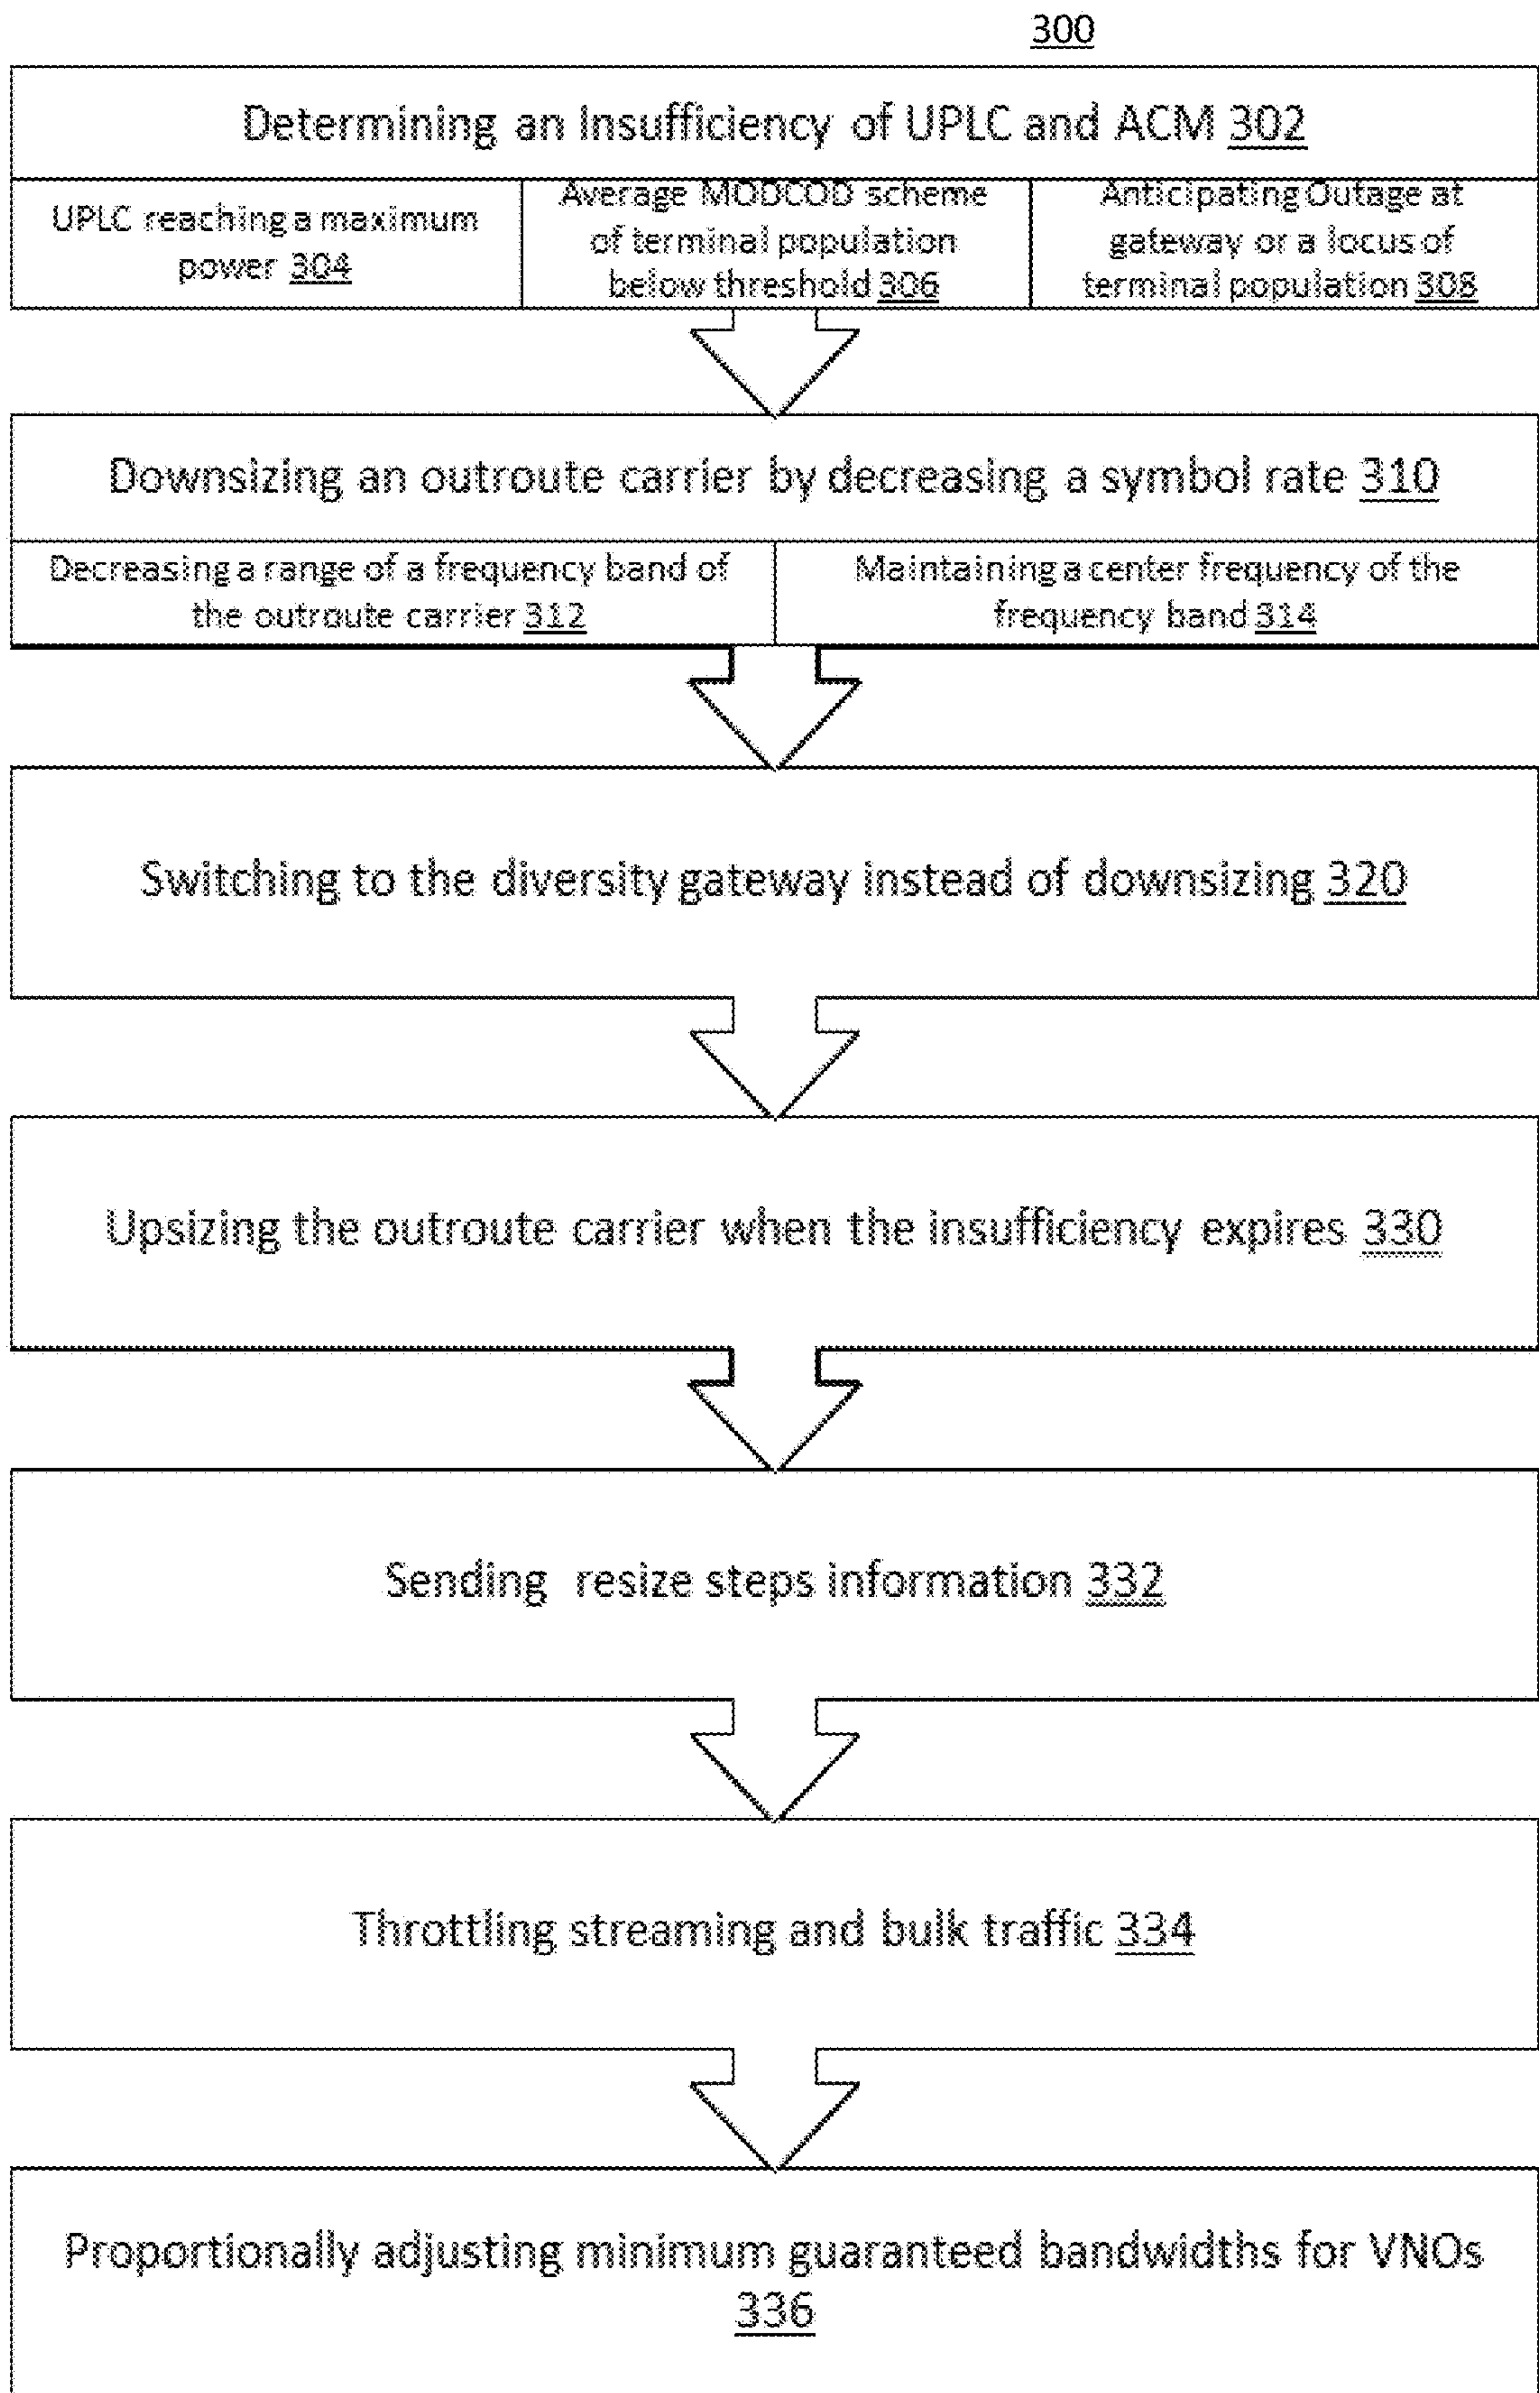 300
Determining an Insufficiency of UPLC and ACM 302
UPLC reaching a maximum
power 304
Average MODCOD scheme
of terminal population
below threshold 306
Anticipating Outage at
gateway or a locus of
terminal population 308
Downsizing an outroute carrier by decreasing a symbol rate 310
Decreasing a range of a frequency band of
the outroute carrier 312
Maintaining a center frequency of the
frequency band 314
Switching to the diversity gateway instead of downsizing 320
Upsizing the outroute carrier when the insufficiency expires 330
Sending resize steps information 332
Throttling streaming and bulk traffic 334
Proportionally adjusting minimum guaranteed bandwidths for VNOs
336